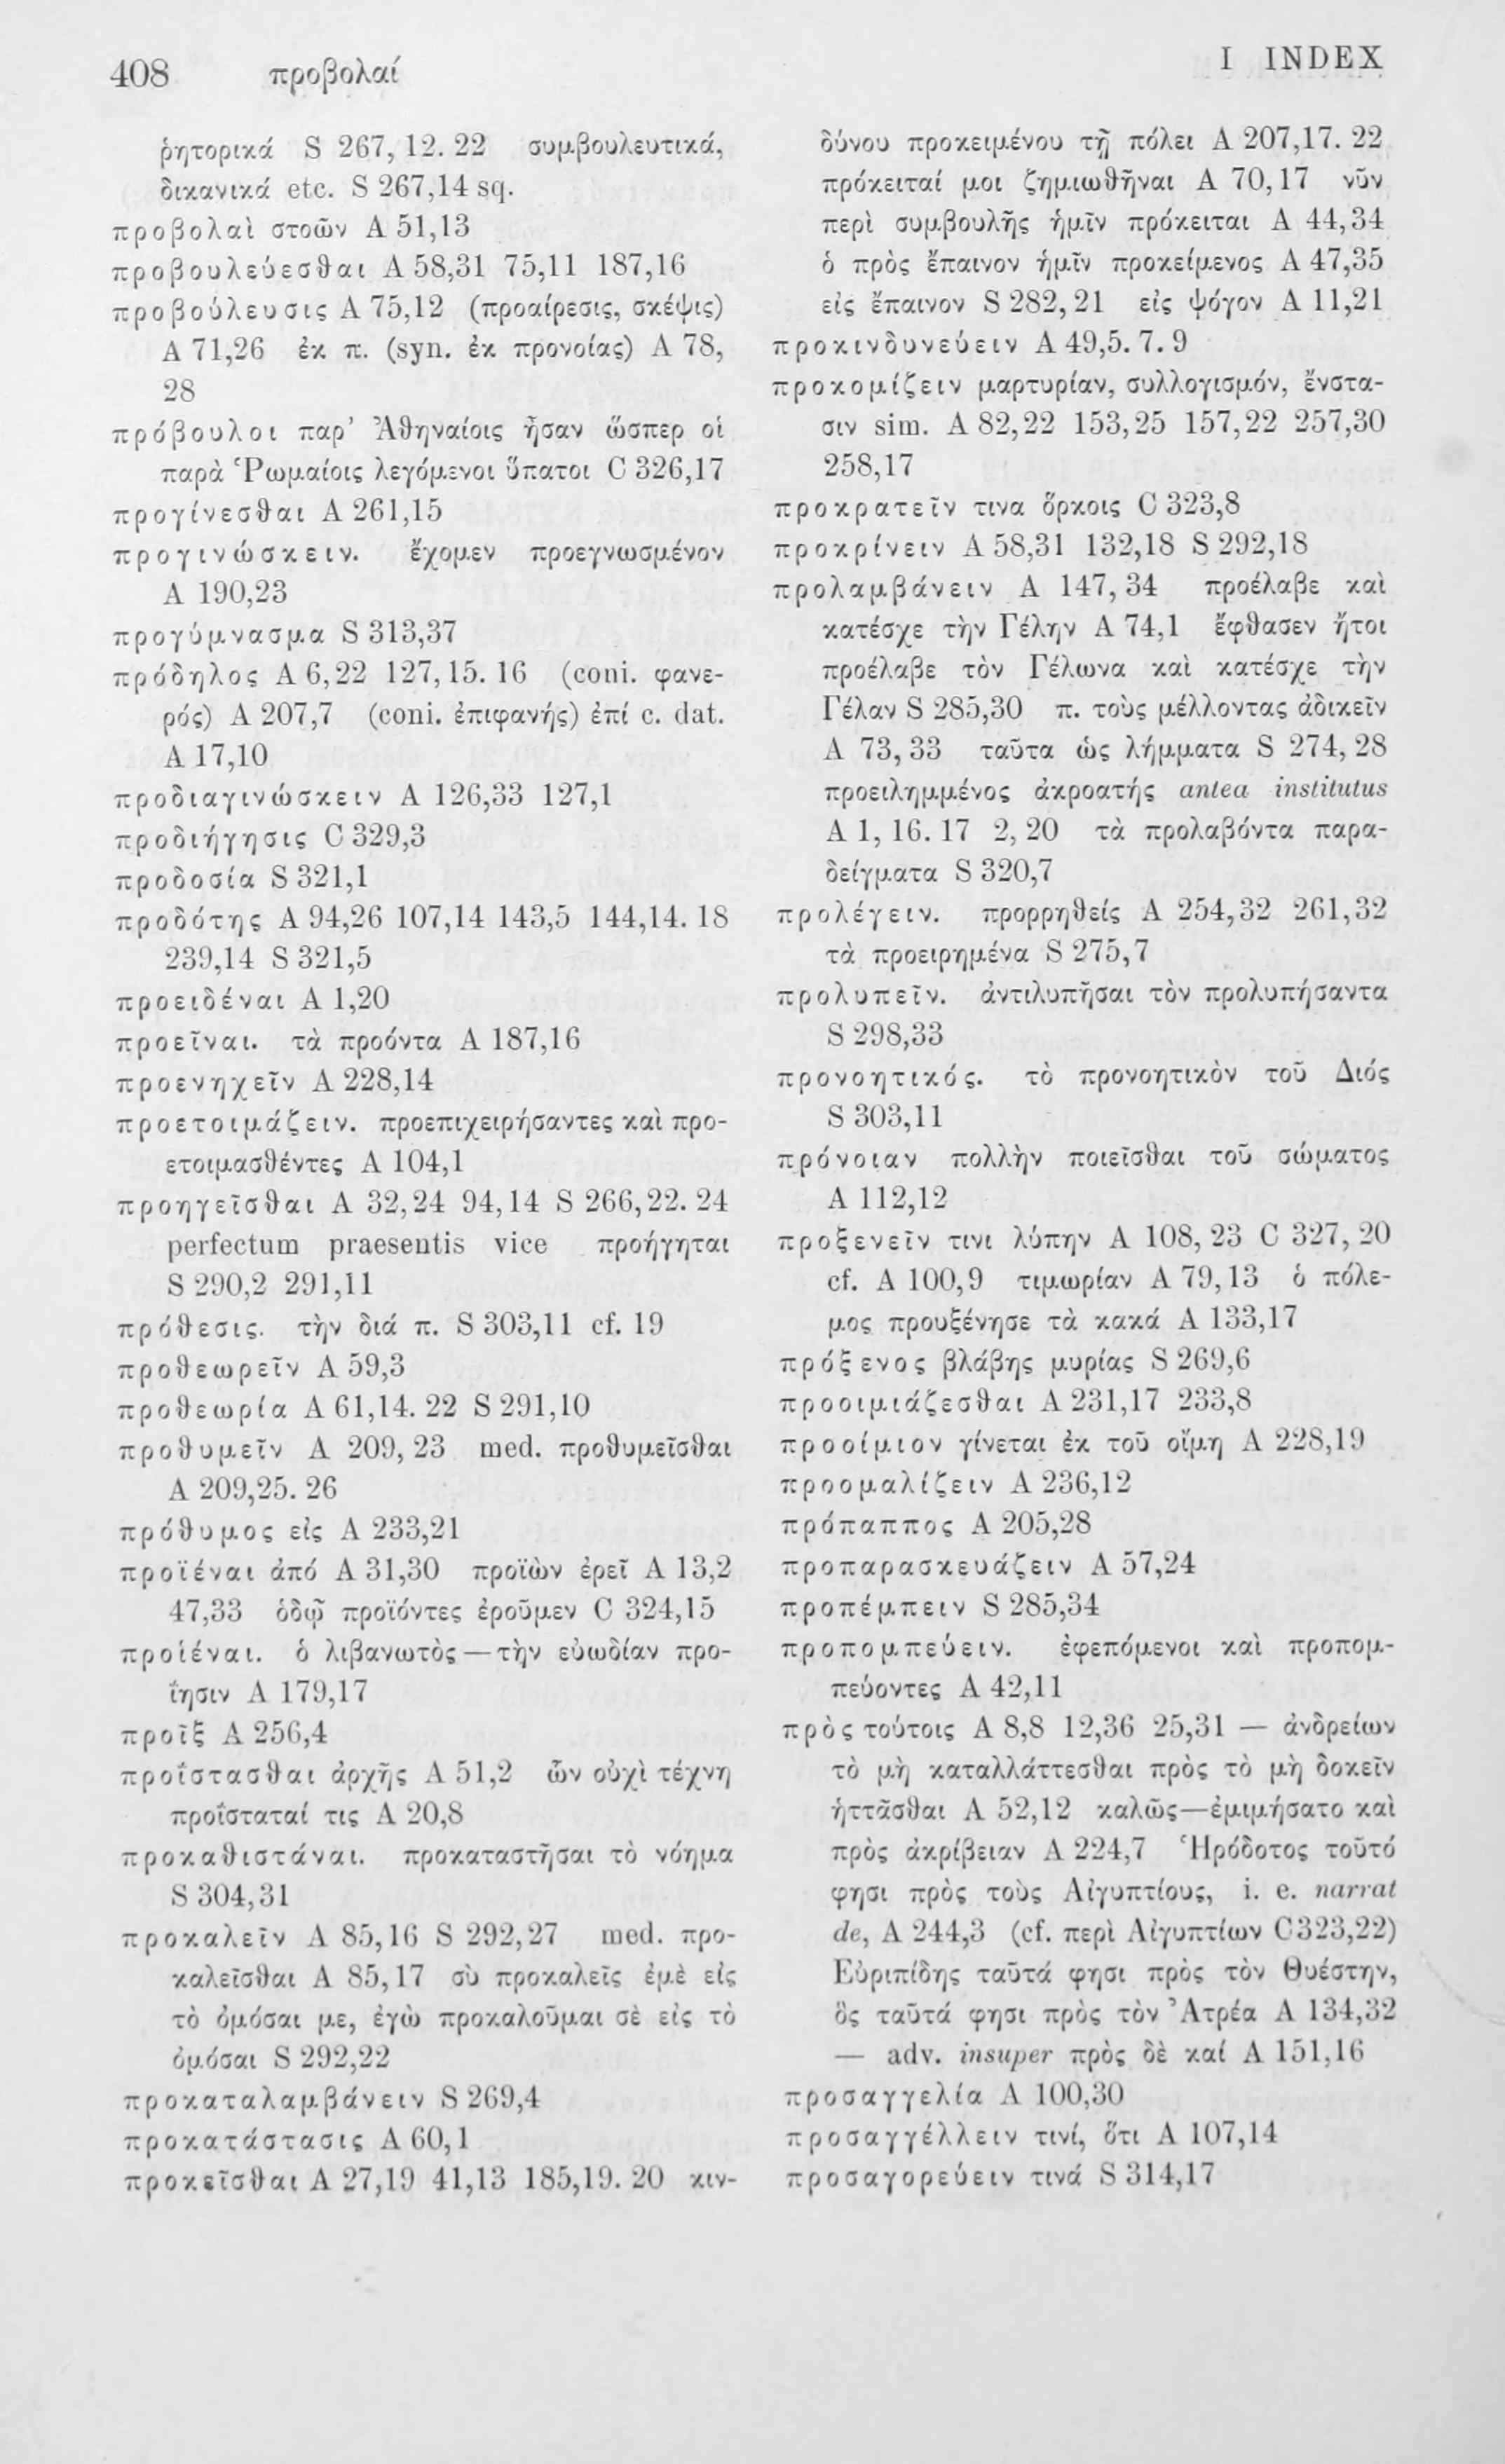 408 προβολαί I INDEX
ῥητορικά S 267, 12. 22 συμβουλευτικά,
δικανικά etc. S 267,14 sq.
προβολαὶ στοῶν A 51,13
προβουλεύεσθαι A 58,31 75,11 187,16
προβούλευσις A 75,12 (προαίρεσις, σκέψις)
A 71,26 ἐκ π. (syn. ἐκ προνοίας) A 78,
28
πρόβουλοι παρ’ Ἀθηναίοις ἦσαν ὥσπερ οἱ
παρὰ Ῥωμαίοις λεγόμενοι ὕπατοι C 326,17
προγίνεσθαι A 261,15
προγινώσκειν. ἔχομεν προεγνωσμένον
A 190,23
προγύμνασμα S 313,37
πρόδηλος A 6,22 127,15. 16 (coni. φανε-
ρός) A 207,7 (coni. ἐπιφανής) ἐπί c. dat.
A 17,10
προδιαγινώσκειν A 126,33 127,1
προδιήγησις C 329,3
προδοσία S 321,1
προδότης A 94,26 107,14 143,5 144,14. 18
239,14 S 321,5
προειδέναι A 1,20
προεῖναι. τὰ προόντα A 187,16
προενηχεῖν A 228,14
προετοιμάζειν. προεπιχειρήσαντες καὶ προ-
ετοιμασθέντες A 104,1
προηγεῖσθαι A 32,24 94,14 S 266,22. 24
perfectum praesentis vice προήγηται
S 290,2 291,11
πρόθεσις. τὴν διά π. S 303,11 cf. 19
προθεωρεῖν A 59,3
προθεωρία A 61,14. 22 S 291,10
προθυμεῖν A 209, 23 med. προθυμεῖσθαι
A 209,25. 26
πρόθυμος εἰς A 233,21
προϊέναι ἀπό A 31,30 προϊὼν ἐρεῖ A 13,2
47,33 ὁδῷ προϊόντες ἐροῦμεν C 324,15
προϊέναι. ὁ λιβανωτὸς — τὴν εὐωδίαν προ-
ΐησιν A 179,17
προῖξ A 256,4
προΐστασθαι ἀρχῆς A 51,2 ὧν οὐχὶ τέχνη
προΐσταταί τις A 20,8
προκαθιστάναι. προκαταστῆσαι τὸ νόημα
S 304,31
προκαλεῖν A 85,16 S 292,27 med. προ-
καλεῖσθαι A 85,17 σὺ προκαλεῖς ἐμὲ εἰς
τὸ ὀμόσαι με, ἐγὼ προκαλοῦμαι σὲ εἰς τὸ
ὀμόσαι S 292,22
προκαταλαμβάνειν S 269,4
προκατάστασις A 60,1
προκεῖσθαι A 27,19 41,13 185,19. 20 κιν-
δύνου προκειμένου τῇ πόλει A 207,17. 22
πρόκειταί μοι ζημιωθῆναι A 70,17 νῦν
περὶ συμβουλῆς ἡμῖν πρόκειται A 44,34
ὁ πρὸς ἔπαινον ἡμῖν προκείμενος A 47,35
εἰς ἔπαινον S 282, 21 εἰς ψόγον A 11,21
προκινδυνεύειν A 49,5. 7. 9
προκομίζειν μαρτυρίαν, συλλογισμόν, ἔνστα-
σιν sim. A 82,22 153,25 157,22 257,30
258,17
προκρατεῖν τινα ὅρκοις C 323,8
προκρίνειν A 58,31 132,18 S 292,18
προλαμβάνειν A 147, 34 προέλαβε καὶ
κατέσχε τὴν Γέλην A 74,1 ἔφθασεν ἤτοι
προέλαβε τὸν Γέλωνα καὶ κατέσχε τὴν
Γέλαν S 285,30 π. τοὺς μέλλοντας ἀδικεῖν
A 73, 33 ταῦτα ὡς λήμματα S 274, 28
προειλημμένος ἀκροατής antea institutus
A 1, 16. 17 2, 20 τὰ προλαβόντα παρα-
δείγματα S 320,7
προλέγειν. προρρηθείς A 254,32 261,32
τὰ προειρημένα S 275,7
προλυπεῖν. ἀντιλυπῆσαι τὸν προλυπήσαντα
S 298,33
προνοητικός. τὸ προνοητικὸν τοῦ Διός
S 303,11
πρόνοιαν πολλὴν ποιεῖσθαι τοῦ σώματος
A 112,12
προξενεῖν τινι λύπην A 108, 23 C 327, 20
cf. A 100,9 τιμωρίαν A 79,13 ὁ πόλε-
μος προυξένησε τὰ κακά A 133,17
πρόξενος βλάβης μυρίας S 269,6
προοιμιάζεσθαι A 231,17 233,8
προοίμιον γίνεται ἐκ τοῦ οἴμη A 228,19
προομαλίζειν A 236,12
πρόπαππος A 205,28
προπαρασκευάζειν A 57,24
προπέμπειν S 285,34
προπομπεύειν. ἐφεπόμενοι καὶ προπομ-
πεύοντες A 42,11
πρὸς τούτοις A 8,8 12,36 25,31 — ἀνδρείων
τὸ μὴ καταλλάττεσθαι πρὸς τὸ μὴ δοκεῖν
ἡττᾶσθαι A 52,12 καλῶς—ἐμιμήσατο καὶ
πρὸς ἀκρίβειαν A 224,7 Ἡρόδοτος τοῦτό
φησι πρὸς τοὺς Αἰγυπτίους, i. e. narrat
de, A 244,3 (cf. περὶ Αἰγυπτίων C 323,22)
Εὐριπίδης ταῦτά φησι πρὸς τὸν Θυέστην,
ὃς ταῦτά φησι πρὸς τὸν Ἀτρέα A 134,32
— adv. insuper πρὸς δὲ καί A 151,16
προσαγγελία A 100,30
προσαγγέλλειν τινί, ὅτι A 107,14
προσαγορεύειν τινά S 314,17